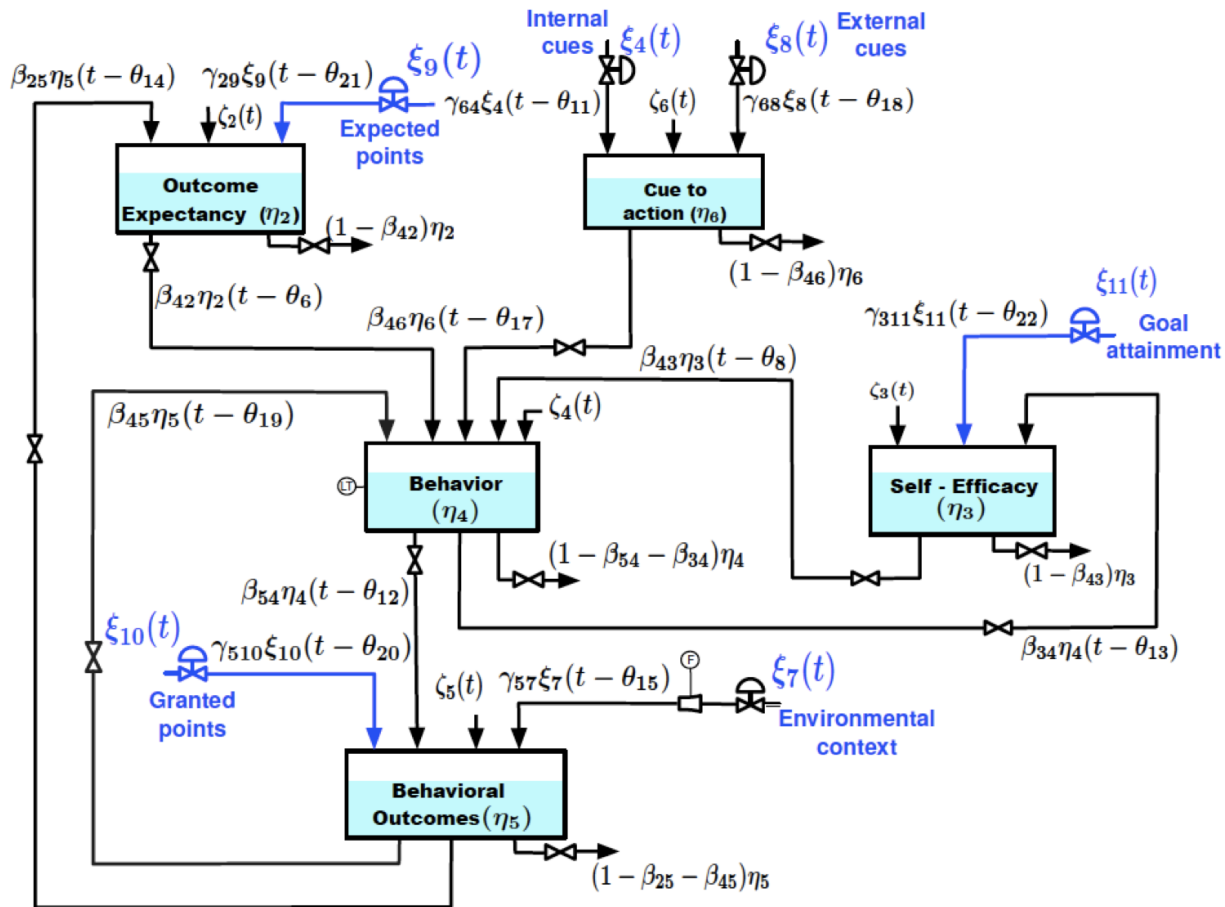 Internal
cues
ξ₄(t)
ξ₈(t)
External
cues
β₂₅η₅(t − θ₁₄)
γ₂₉ξ₉(t − θ₂₁)
ξ₉(t)
Expected
points
ζ₂(t)
γ₆₄ξ₄(t − θ₁₁)
ζ₆(t)
γ₆₈ξ₈(t − θ₁₈)
Outcome
Expectancy (η₂)
(1 − β₄₂)η₂
Cue to
action (η₆)
(1 − β₄₆)η₆
β₄₂η₂(t − θ₆)
β₄₆η₆(t − θ₁₇)
β₄₃η₃(t − θ₈)
γ₃₁₁ξ₁₁(t − θ₂₂)
ξ₁₁(t)
Goal
attainment
β₄₅η₅(t − θ₁₉)
ζ₄(t)
ζ₃(t)
LT
Behavior
(η₄)
Self - Efficacy
(η₃)
(1 − β₅₄ − β₃₄)η₄
(1 − β₄₃)η₃
β₅₄η₄(t − θ₁₂)
β₃₄η₄(t − θ₁₃)
ξ₁₀(t)
γ₅₁₀ξ₁₀(t − θ₂₀)
Granted
points
ζ₅(t)
γ₅₇ξ₇(t − θ₁₅)
F
ξ₇(t)
Environmental
context
Behavioral
Outcomes (η₅)
(1 − β₂₅ − β₄₅)η₅